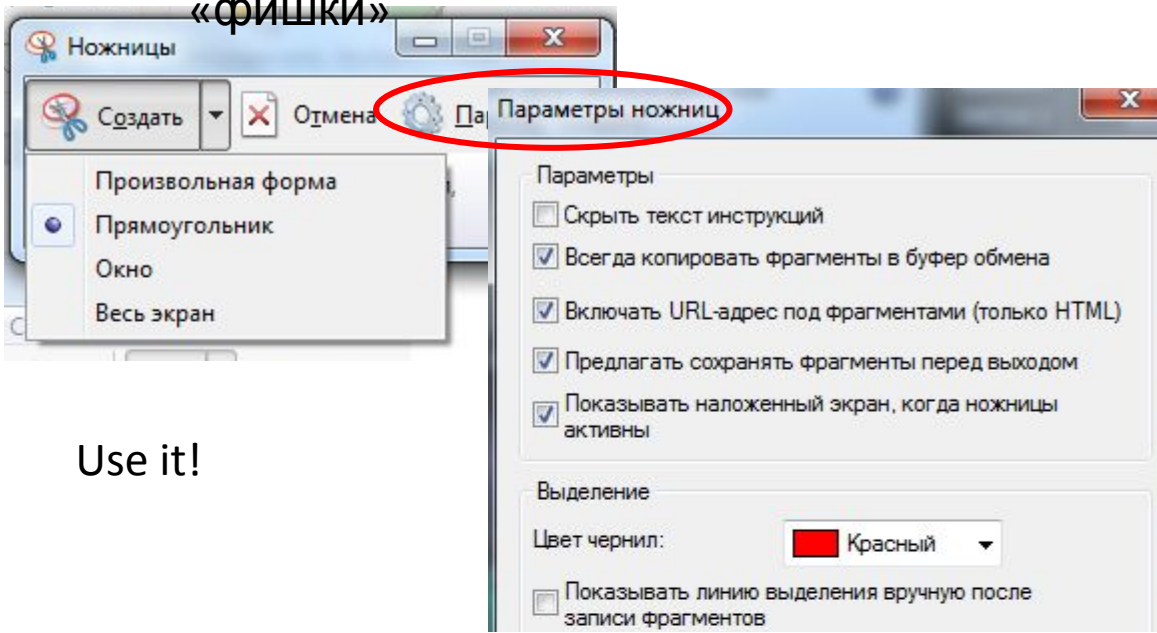 «фишки»
Ножницы
Создать
Отмена
Па
Произвольная форма
Прямоугольник
Окно
Весь экран
Use it!
Параметры ножниц
Параметры
Скрыть текст инструкций
Всегда копировать фрагменты в буфер обмена
Включать URL-адрес под фрагментами (только HTML)
Предлагать сохранять фрагменты перед выходом
Показывать наложенный экран, когда ножницы
активны
Выделение
Цвет чернил:
Красный
Показывать линию выделения вручную после
записи фрагментов